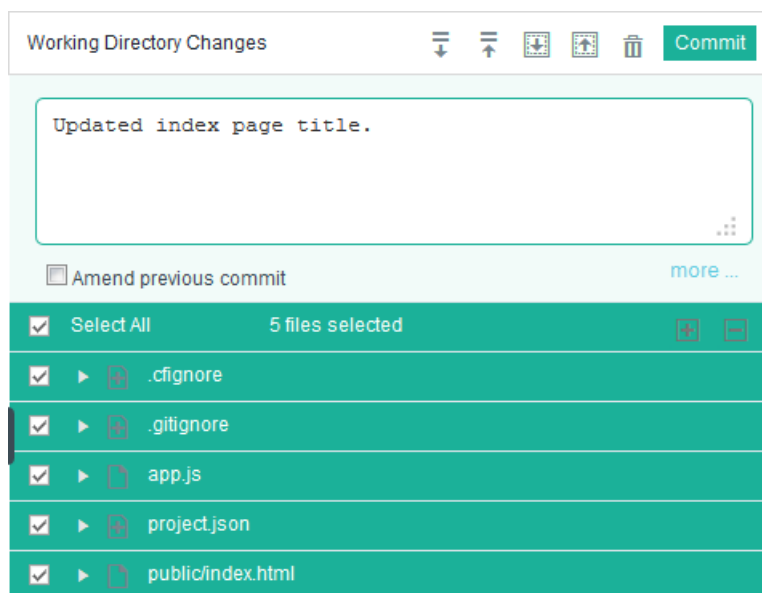 Working Directory Changes Commit
Updated index page title.
Amend previous commit more ...
Select All 5 files selected
.cfignore
.gitignore
app.js
project.json
public/index.html